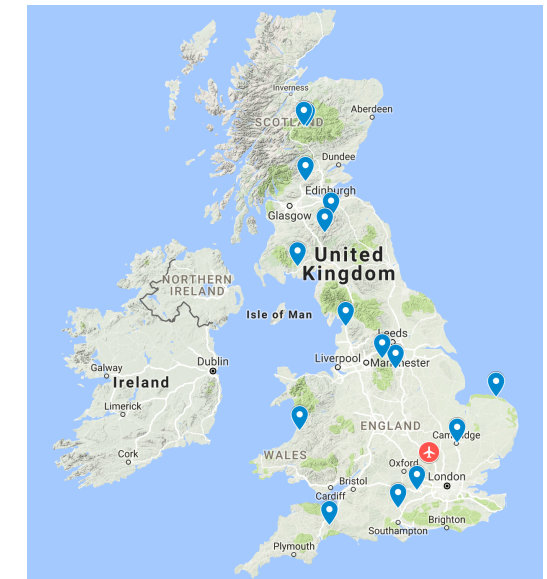 Inverness
Aberdeen
SCOTLAND
Dundee
Edinburgh
Glasgow
United
Kingdom
NORTHERN
IRELAND
Isle of Man
Leeds
Dublin
Liverpool
Manchester
Galway
Ireland
Limerick
ENGLAND
Cambridge
Cork
WALES
Oxford
London
Bristol
Cardiff
Southampton
Brighton
Plymouth